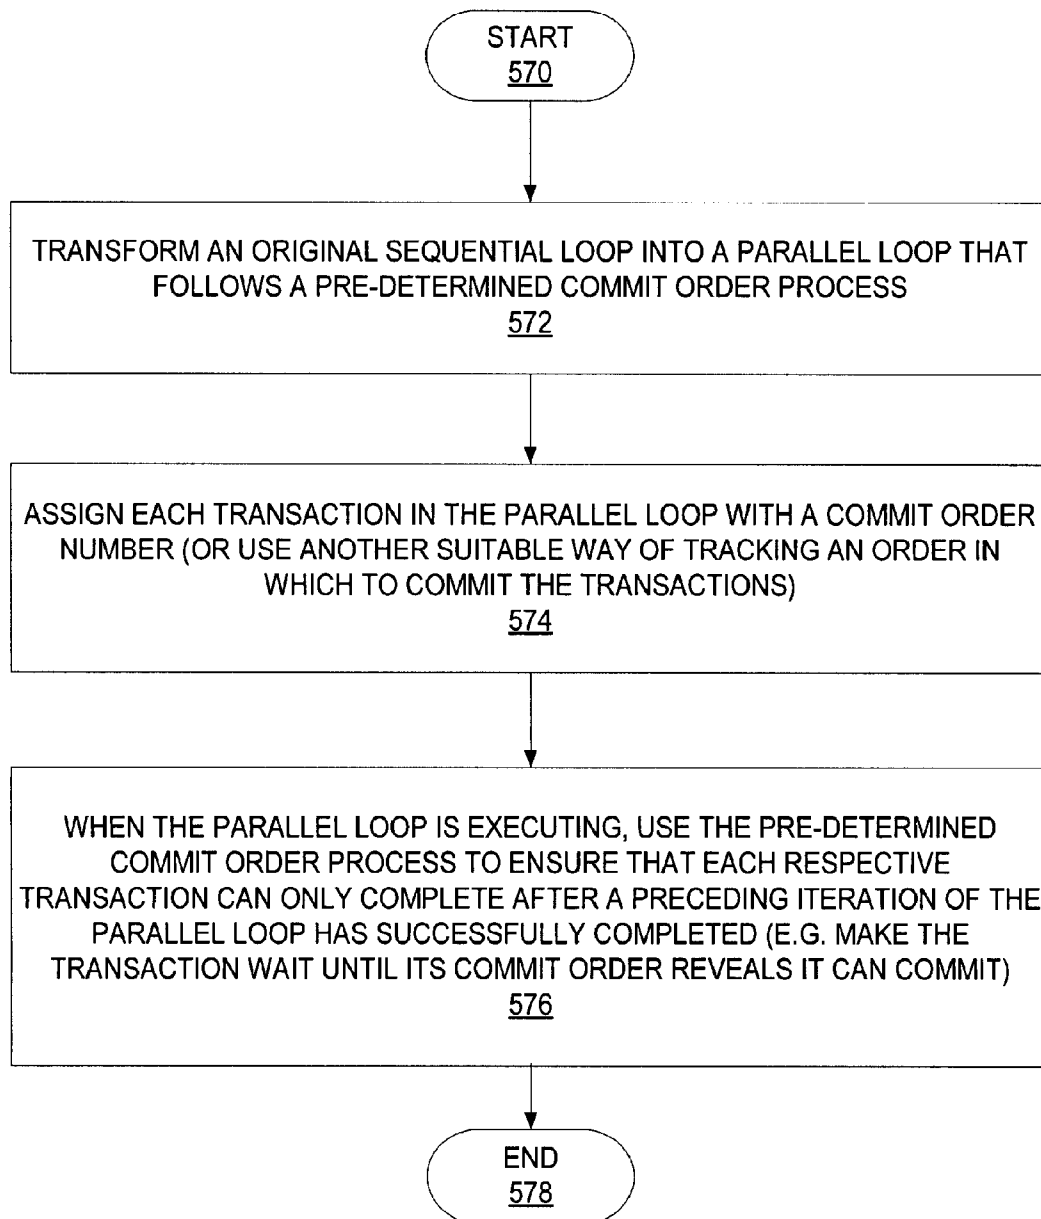 START
570
TRANSFORM AN ORIGINAL SEQUENTIAL LOOP INTO A PARALLEL LOOP THAT
FOLLOWS A PRE-DETERMINED COMMIT ORDER PROCESS
572
ASSIGN EACH TRANSACTION IN THE PARALLEL LOOP WITH A COMMIT ORDER
NUMBER (OR USE ANOTHER SUITABLE WAY OF TRACKING AN ORDER IN
WHICH TO COMMIT THE TRANSACTIONS)
574
WHEN THE PARALLEL LOOP IS EXECUTING, USE THE PRE-DETERMINED
COMMIT ORDER PROCESS TO ENSURE THAT EACH RESPECTIVE
TRANSACTION CAN ONLY COMPLETE AFTER A PRECEDING ITERATION OF THE
PARALLEL LOOP HAS SUCCESSFULLY COMPLETED (E.G. MAKE THE
TRANSACTION WAIT UNTIL ITS COMMIT ORDER REVEALS IT CAN COMMIT)
576
END
578